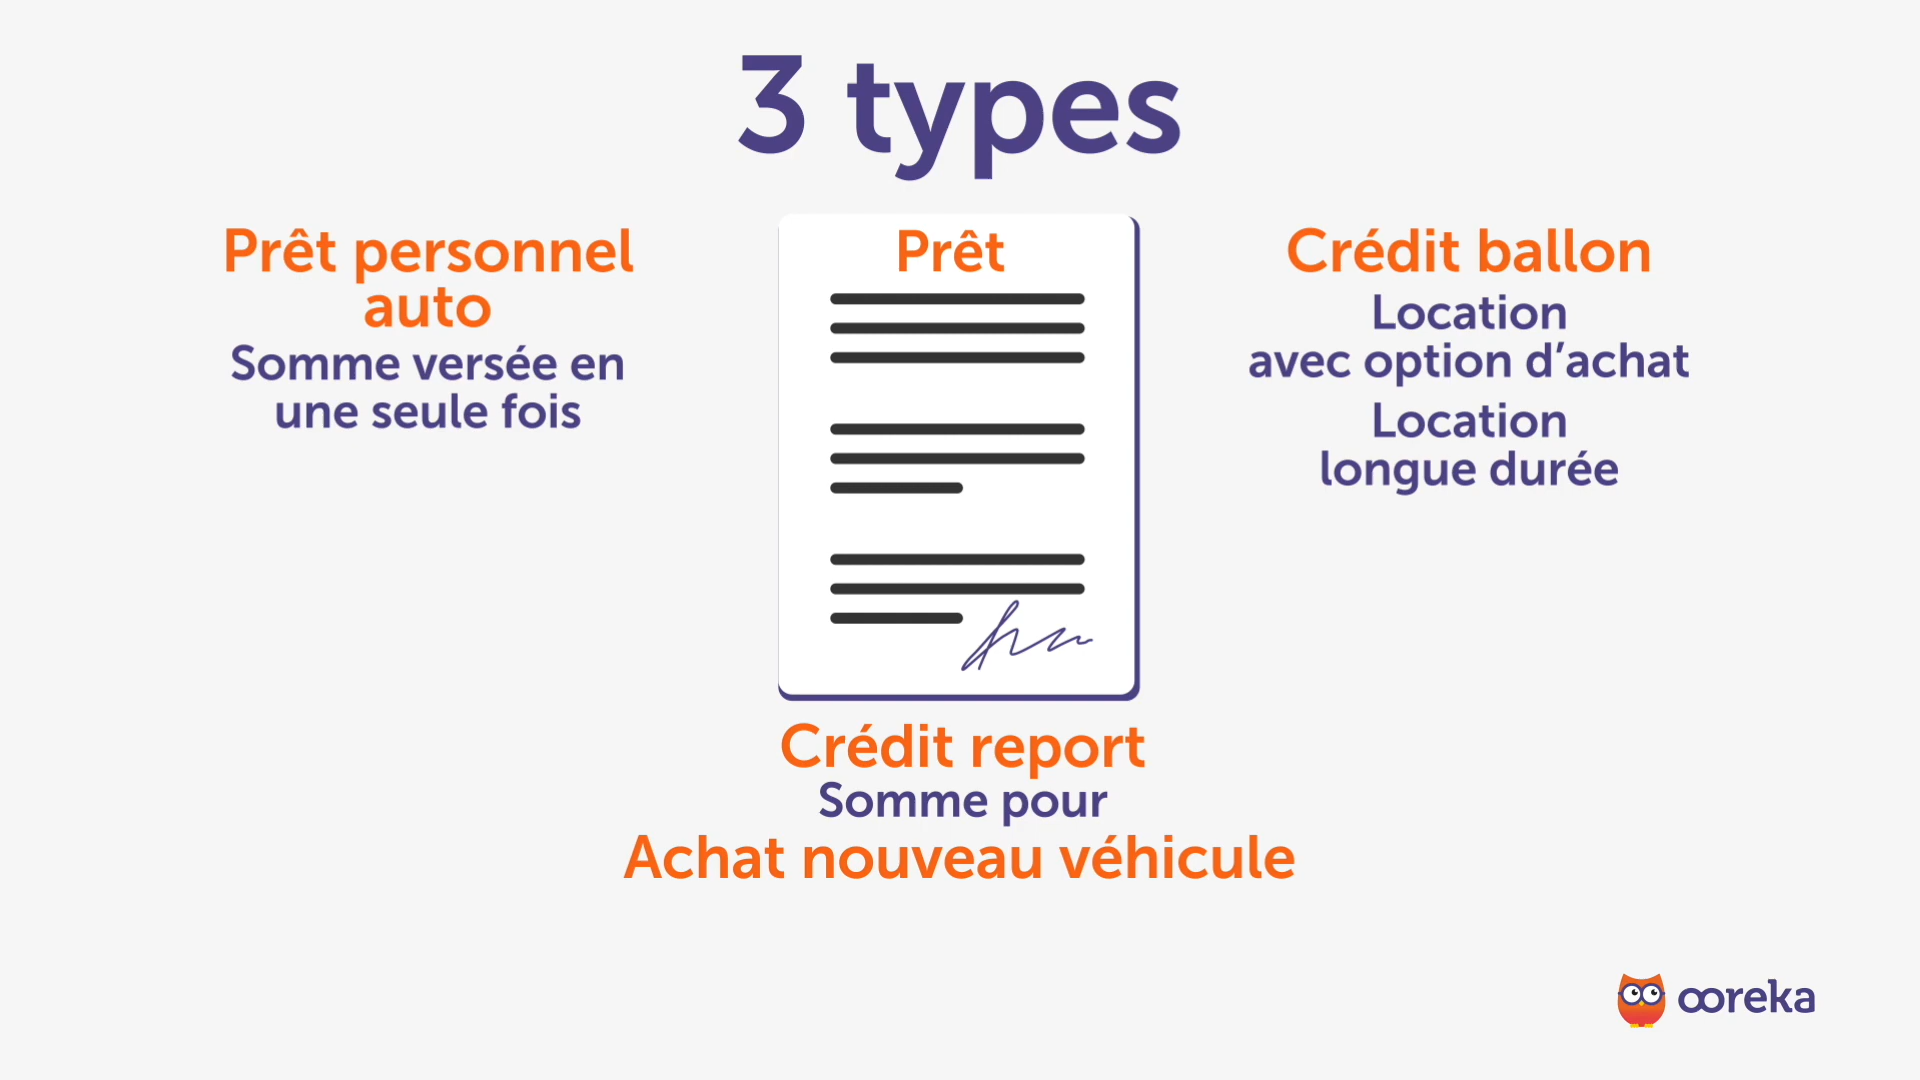 3 types
Prêt personnel
auto
Somme versée en
une seule fois
Prêt
Crédit ballon
Location
avec option d’achat
Location
longue durée
Crédit report
Somme pour
Achat nouveau véhicule
ooreka